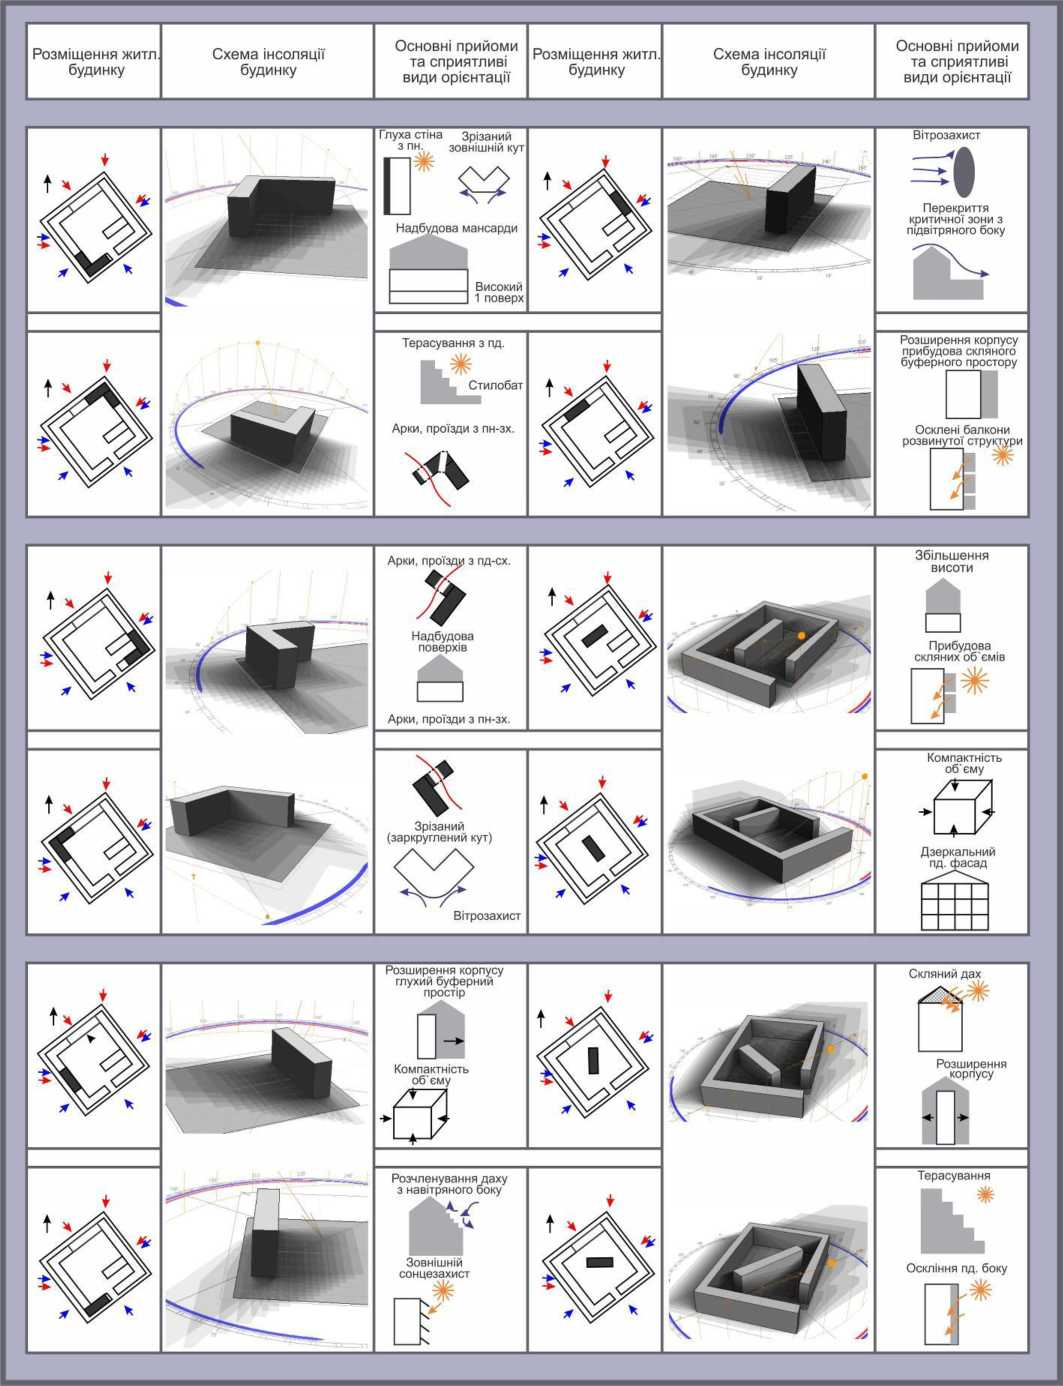 Розміщення житл.
будинку
Схема інсоляції
будинку
Основні прийоми
та сприятливі
види орієнтації
Розміщення житл.
будинку
Схема інсоляції
будинку
Основні прийоми
та сприятливі
види орієнтації
Глуха стіна
з пн.
Зрізаний
зовнішній кут
Надбудова мансарди
Високий
1 поверх
Вітрозахист
Перекриття
критичної зони з
підвітряного боку
Терасування з пд.
Стилобат
Арки, проїзди з пн-зх.
Розширення корпусу
прибудова скляного
буферного простору
Осклені балкони
розвинутої структури
Арки, проїзди з пд-сх.
Надбудова
поверхів
Арки, проїзди з пн-зх.
Збільшення
висоти
Прибудова
скляних об`ємів
Зрізаний
(заркруглений кут)
Вітрозахист
Компактність
об`єму
Дзеркальний
пд. фасад
Розширення корпусу
глухий буферний
простір
Компактність
об`єму
Скляний дах
Розширення
корпусу
Розчленування даху
з навітряного боку
Зовнішній
сонцезахист
Терасування
Оскління пд. боку